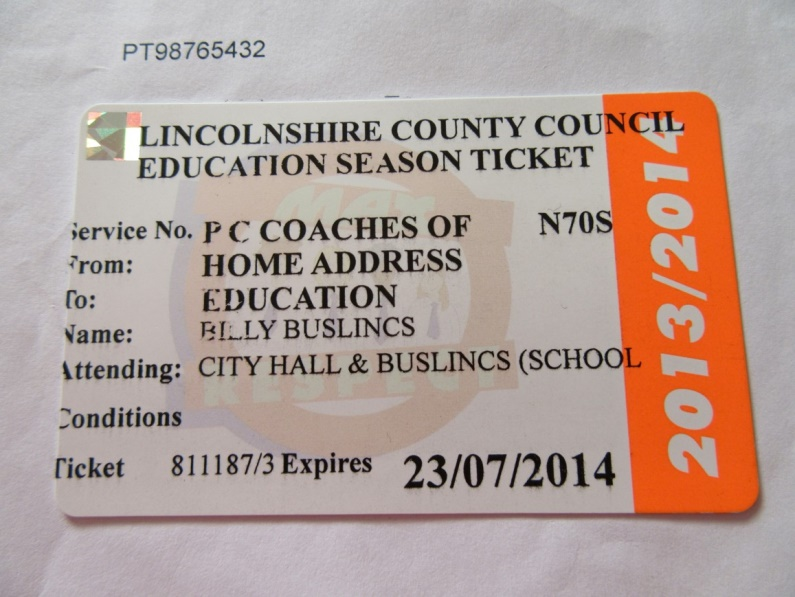 PT98765432
LINCOLNSHIRE COUNTY COUNCIL
EDUCATION SEASON TICKET
Service No. P C COACHES OF N70S
From: HOME ADDRESS
To: EDUCATION
Name: BILLY BUSLINCS
Attending: CITY HALL & BUSLINCS (SCHOOL
Conditions
Ticket 811187/3 Expires 23/07/2014
2013/2014
RESPECT